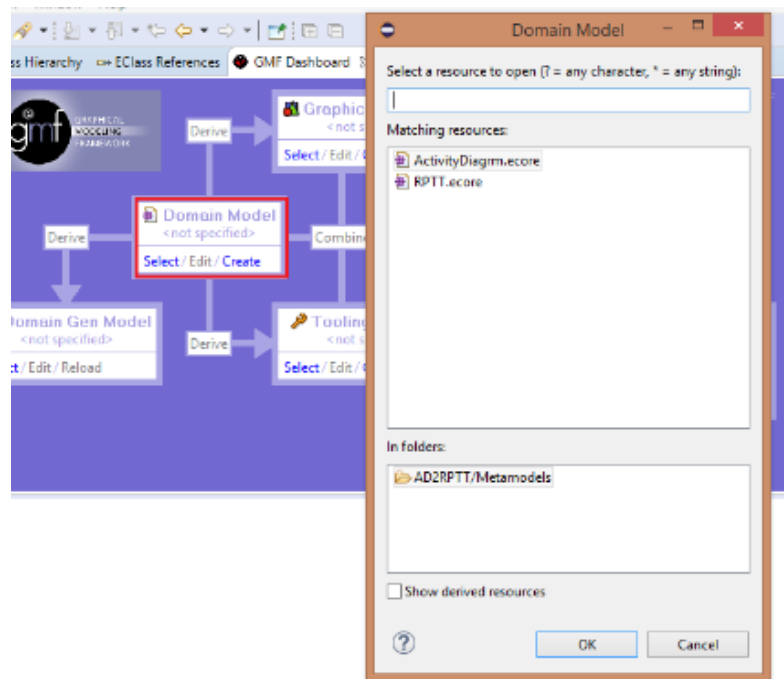 ss Hierarchy EClass References GMF Dashboard
gmf GRAPHICAL
MODELING
FRAMEWORK
Derive
Graphic
<not s
Select / Edit /
Domain Model
<not specified>
Select / Edit / Create
Derive
Combine
Domain Gen Model
<not specified>
ct / Edit / Reload
Derive
Tooling
<not s
Select / Edit /
Domain Model
Select a resource to open (? = any character, * = any string):
Matching resources:
ActivityDiagrm.ecore
RPTT.ecore
In folders:
AD2RPTT/Metamodels
Show derived resources
OK Cancel